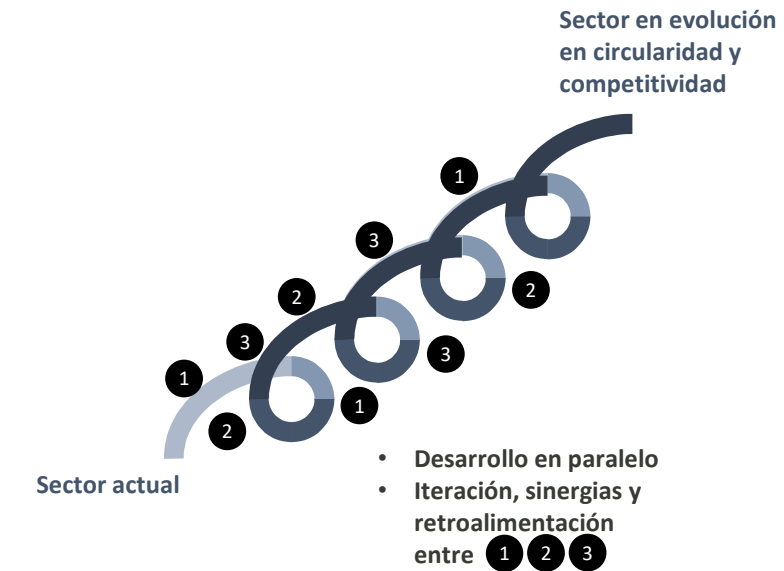 Sector en evolución
en circularidad y
competitividad
1
3
2
2
3
3
1
1
2
Sector actual
• Desarrollo en paralelo
• Iteración, sinergias y
retroalimentación
entre 1 2 3